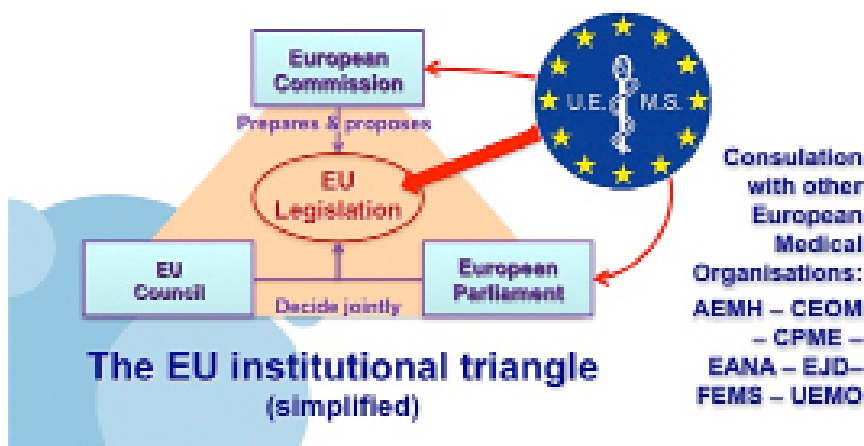 European
Commission
Prepares & proposes
EU
Legislation
EU
Council
European
Parliament
Decide jointly
The EU institutional triangle
(simplified)
U.E. M.S.
Consulation
with other
European
Medical
Organisations:
AEMH – CEOM
– CPME –
EANA – EJD–
FEMS – UEMO